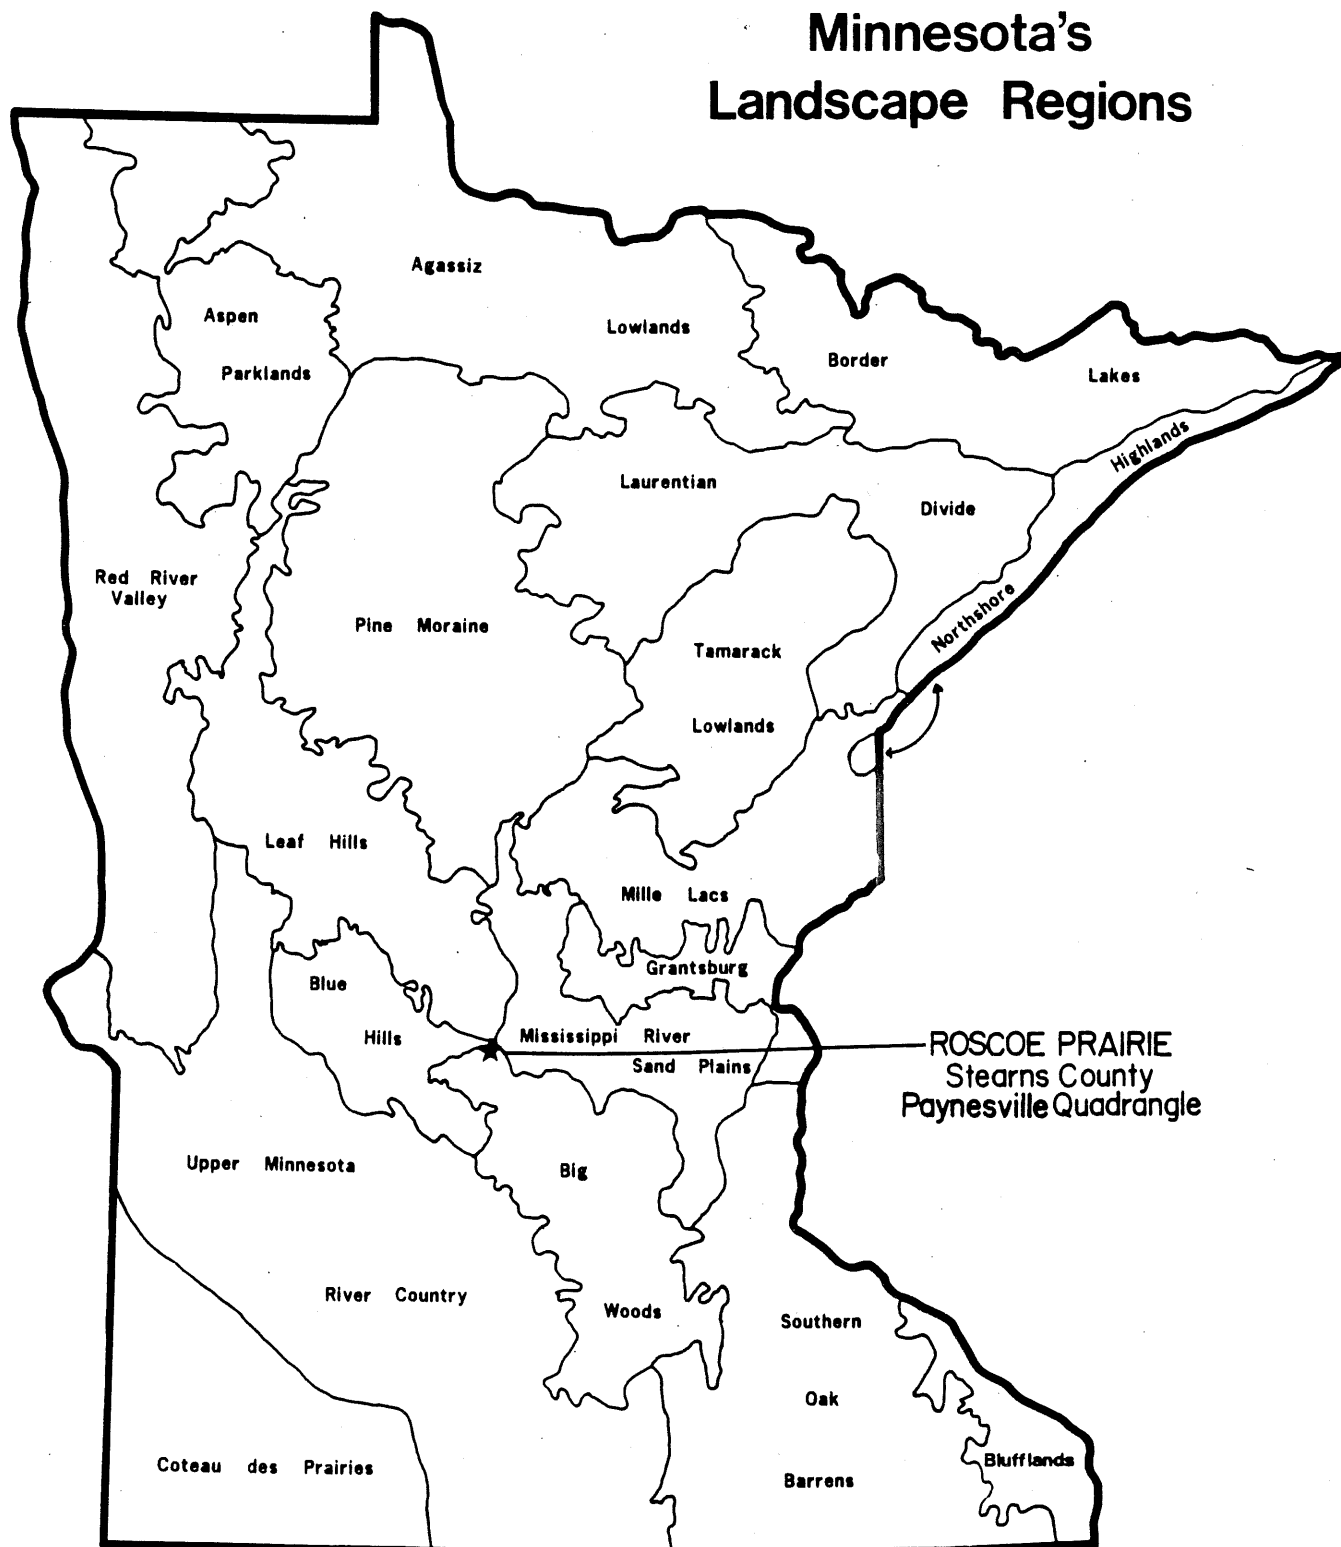 Minnesota's
Landscape Regions
Agassiz
Lowlands
Aspen
Parklands
Border
Lakes
Highlands
Laurentian
Divide
Red River
Valley
Northshore
Pine Moraine
Tamarack
Lowlands
Leaf Hills
Mille Lacs
Grantsburg
Blue
Hills
Mississippi River
Sand Plains
ROSCOE PRAIRIE
Stearns County
Paynesville Quadrangle
Upper Minnesota
Big
River Country
Woods
Southern
Oak
Barrens
Coteau des Prairies
Blufflands